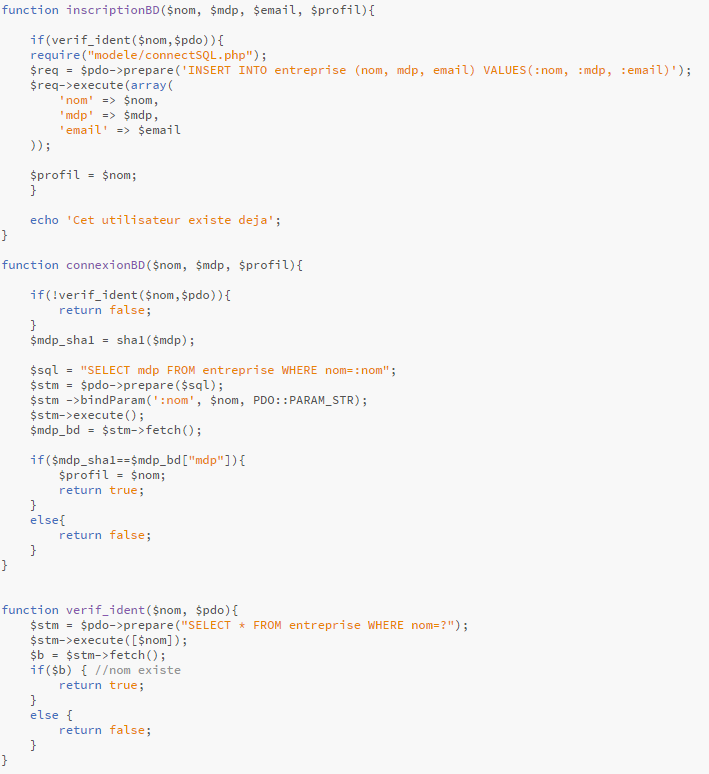 function inscriptionBD($nom, $mdp, $email, $profil){
if(verif_ident($nom,$pdo)){
require("modele/connectSQL.php");
$req = $pdo->prepare('INSERT INTO entreprise (nom, mdp, email) VALUES(:nom, :mdp, :email)');
$req->execute(array(
'nom' => $nom,
'mdp' => $mdp,
'email' => $email
));
$profil = $nom;
}
echo 'Cet utilisateur existe deja';
}
function connexionBD($nom, $mdp, $profil){
if(!verif_ident($nom,$pdo)){
return false;
}
$mdp_sha1 = sha1($mdp);
$sql = "SELECT mdp FROM entreprise WHERE nom=:nom";
$stm = $pdo->prepare($sql);
$stm ->bindParam(':nom', $nom, PDO::PARAM_STR);
$stm->execute();
$mdp_bd = $stm->fetch();
if($mdp_sha1==$mdp_bd["mdp"]){
$profil = $nom;
return true;
}
else{
return false;
}
}
function verif_ident($nom, $pdo){
$stm = $pdo->prepare("SELECT * FROM entreprise WHERE nom=?");
$stm->execute([$nom]);
$b = $stm->fetch();
if($b) { //nom existe
return true;
}
else {
return false;
}
}